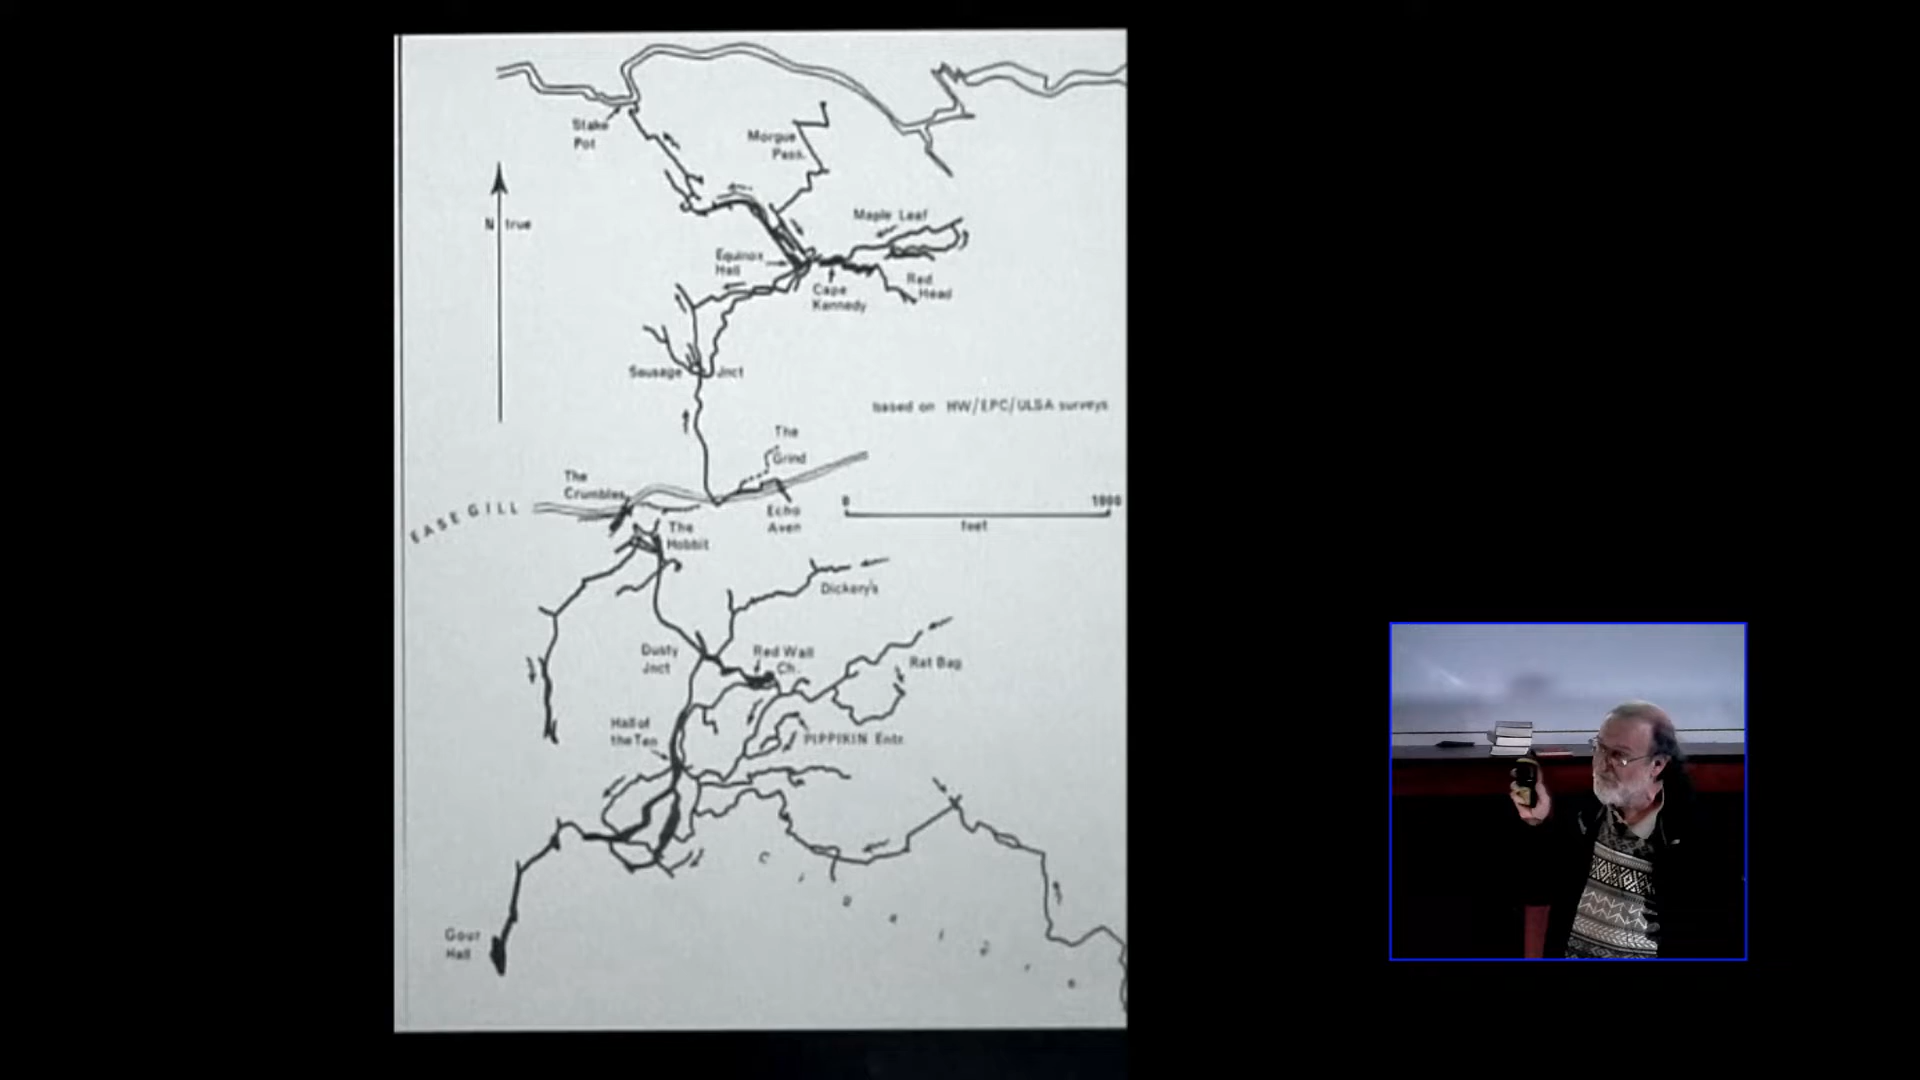 Stake
Pot
Morgue
Pass.
N true
Maple Leaf
Equinox
Hall
Red
Head
Cape
Kennedy
Sausage Jnct
based on HW/EPC/ULSA surveys
The
Grind
The
Crumbles
EASE GILL
0 1000
feet
Echo
Aven
The
Hobbit
Dickory's
Dusty
Jnct
Red Wall
Ch.
Rat Bag
Hall of
the Ten
PIPPIKIN Entr.
Gour
Hall